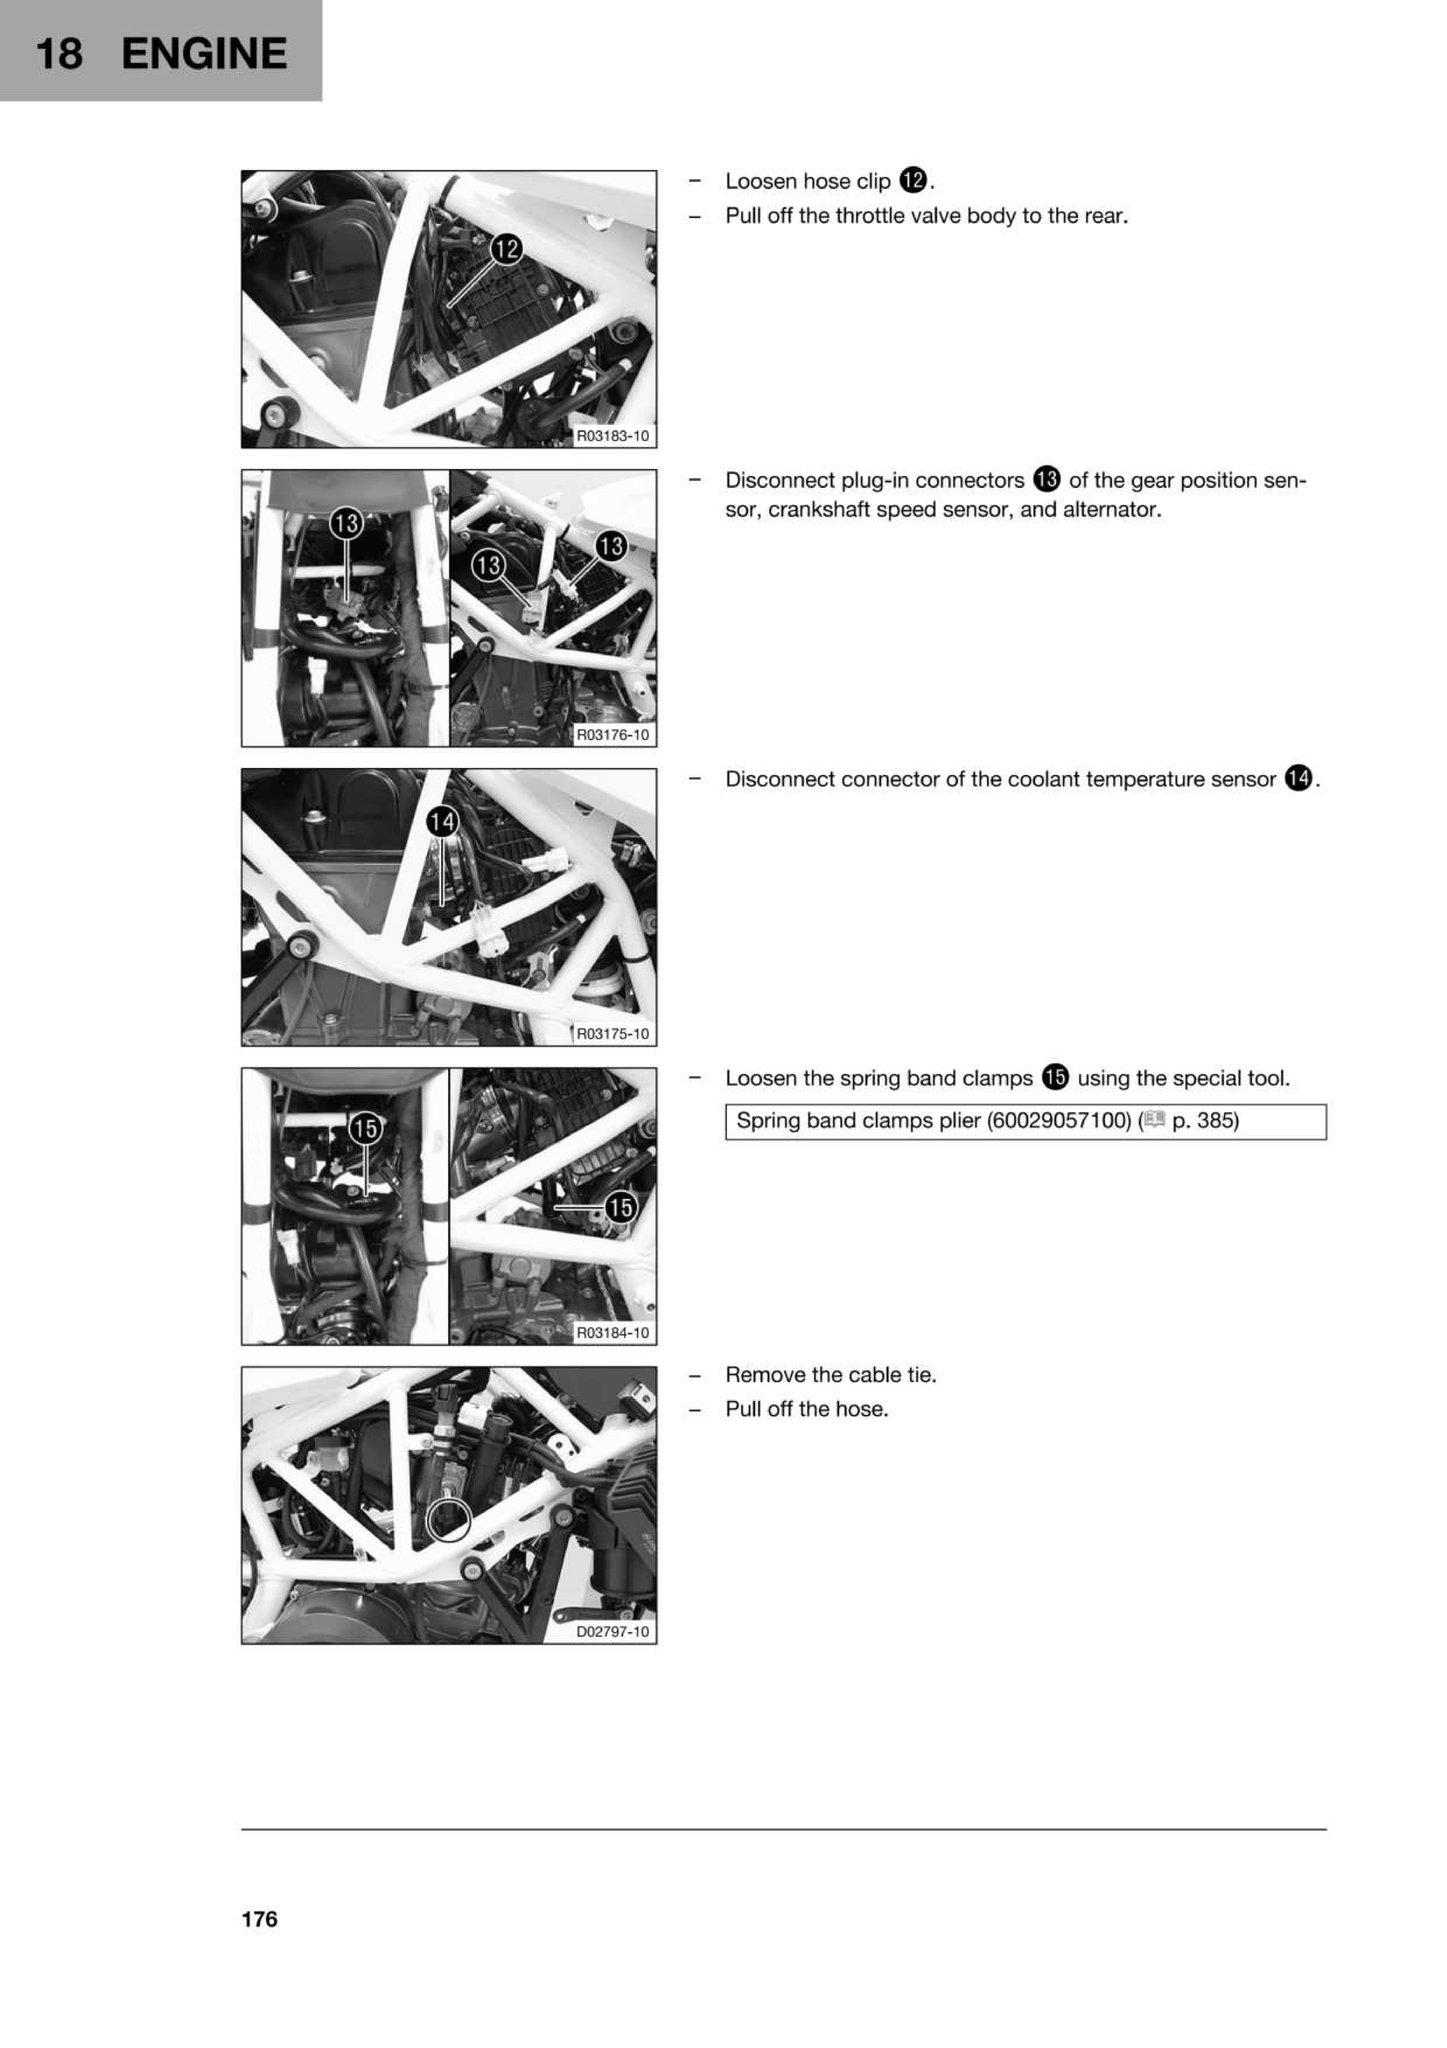 18 ENGINE
– Loosen hose clip 12.
– Pull off the throttle valve body to the rear.
12
R03183-10
– Disconnect plug-in connectors 13 of the gear position sen-
sor, crankshaft speed sensor, and alternator.
13
13
13
R03176-10
– Disconnect connector of the coolant temperature sensor 14.
14
R03175-10
– Loosen the spring band clamps 15 using the special tool.
Spring band clamps plier (60029057100) ( p. 385)
15
15
R03184-10
– Remove the cable tie.
– Pull off the hose.
D02797-10
176